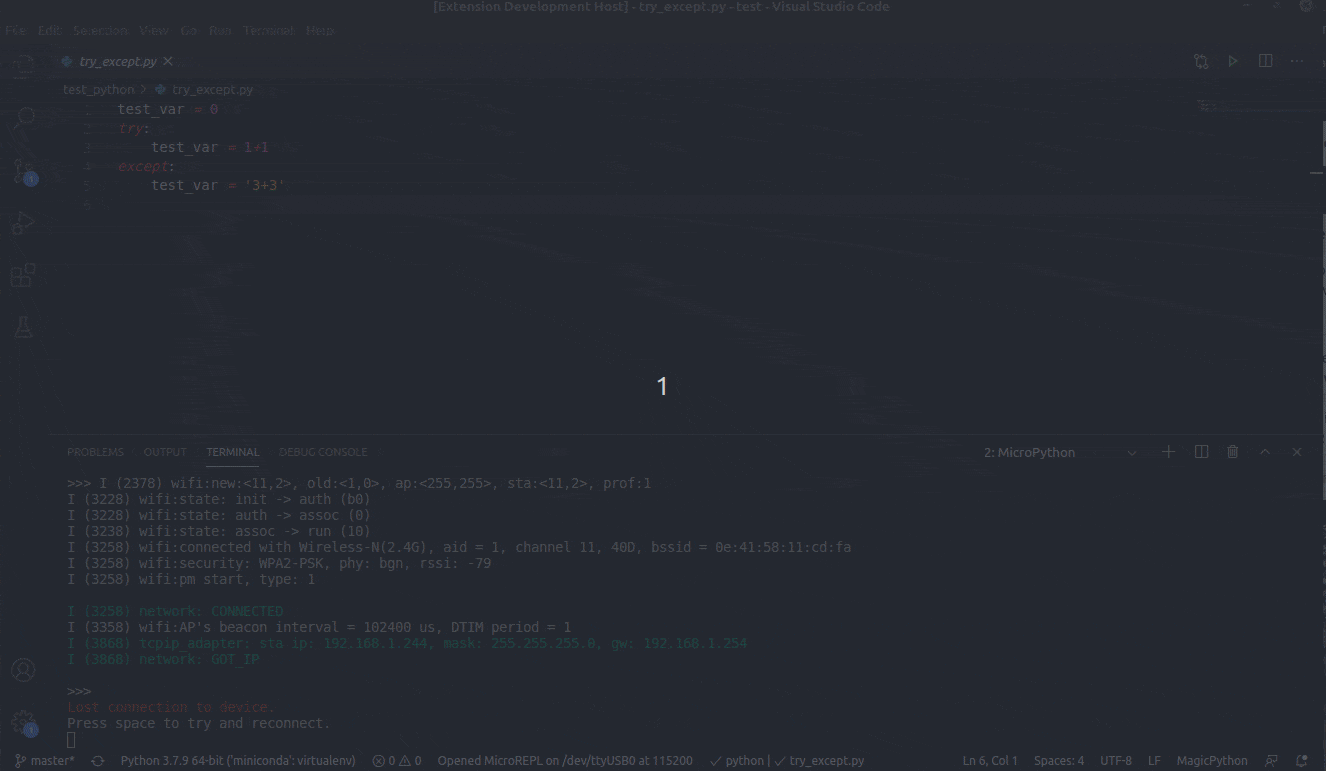 [Extension Development Host] - try_except.py - test - Visual Studio Code
File Edit Selection View Go Run Terminal Help
try_except.py
test_python > try_except.py
1 test_var = 0
2 try:
3 test_var = 1+1
4 except:
5 test_var = '3+3'
6
1
1
PROBLEMS OUTPUT TERMINAL DEBUG CONSOLE 2: MicroPython
>>> I (2378) wifi:new:<11,2>, old:<1,0>, ap:<255,255>, sta:<11,2>, prof:1
I (3228) wifi:state: init -> auth (b0)
I (3228) wifi:state: auth -> assoc (0)
I (3238) wifi:state: assoc -> run (10)
I (3258) wifi:connected with Wireless-N(2.4G), aid = 1, channel 11, 40D, bssid = 0e:41:58:11:cd:fa
I (3258) wifi:security: WPA2-PSK, phy: bgn, rssi: -79
I (3258) wifi:pm start, type: 1
I (3258) network: CONNECTED
I (3358) wifi:AP's beacon interval = 102400 us, DTIM period = 1
I (3868) tcpip_adapter: sta ip: 192.168.1.244, mask: 255.255.255.0, gw: 192.168.1.254
I (3868) network: GOT_IP
>>>
Lost connection to device.
Press space to try and reconnect.
1
master* Python 3.7.9 64-bit ('miniconda': virtualenv) 0 0 Opened MicroREPL on /dev/ttyUSB0 at 115200 python | try_except.py Ln 6, Col 1 Spaces: 4 UTF-8 LF MagicPython